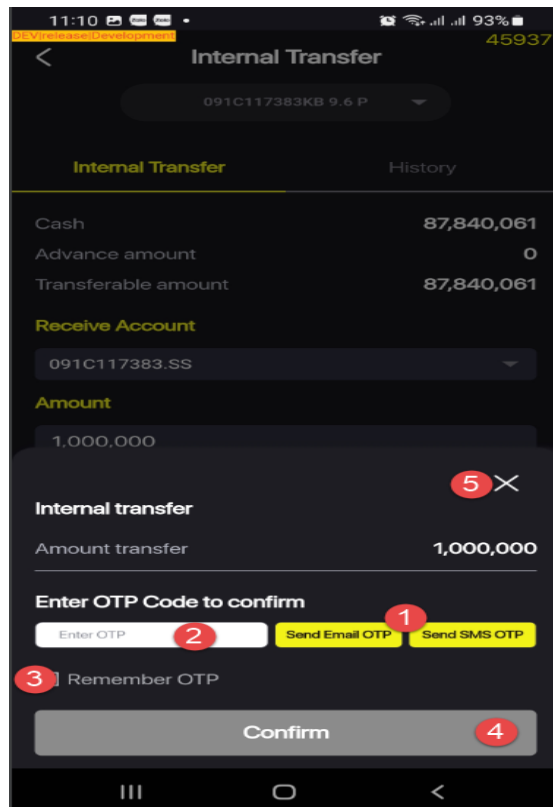 11:10 93%
DEV|release|Development 45937
Internal Transfer
091C117383KB 9.6 P
Internal Transfer History
Cash 87,840,061
Advance amount 0
Transferable amount 87,840,061
Receive Account
091C117383.SS
Amount
1,000,000
5
Internal transfer
Amount transfer 1,000,000
Enter OTP Code to confirm
1
Enter OTP 2 Send Email OTP Send SMS OTP
3 Remember OTP
Confirm 4